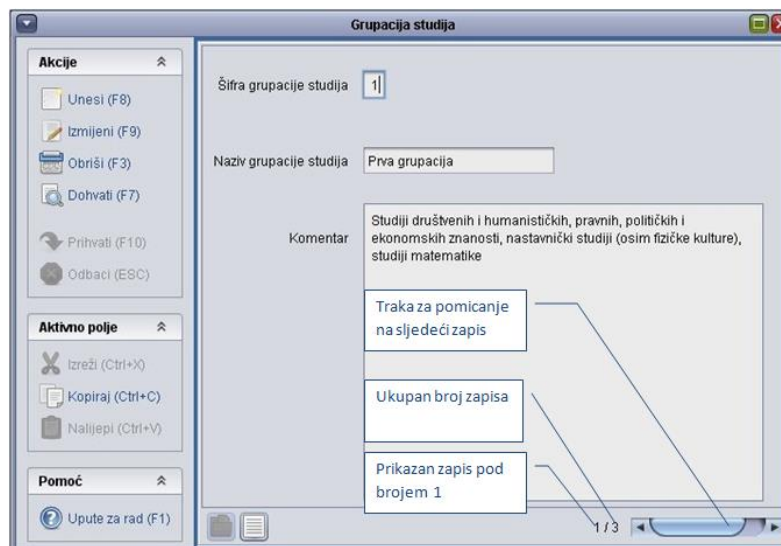 Grupacija studija
Akcije
Unesi (F8)
Izmijeni (F9)
Obriši (F3)
Dohvati (F7)
Prihvati (F10)
Odbaci (ESC)
Aktivno polje
Izreži (Ctrl+X)
Kopiraj (Ctrl+C)
Nalijepi (Ctrl+V)
Pomoć
Upute za rad (F1)
Šifra grupacije studija 1
Naziv grupacije studija Prva grupacija
Komentar
Studiji društvenih i humanističkih, pravnih, političkih i
ekonomskih znanosti, nastavnički studiji (osim fizičke kulture),
studiji matematike
Traka za pomicanje
na sljedeći zapis
Ukupan broj zapisa
Prikazan zapis pod
brojem 1
1 / 3